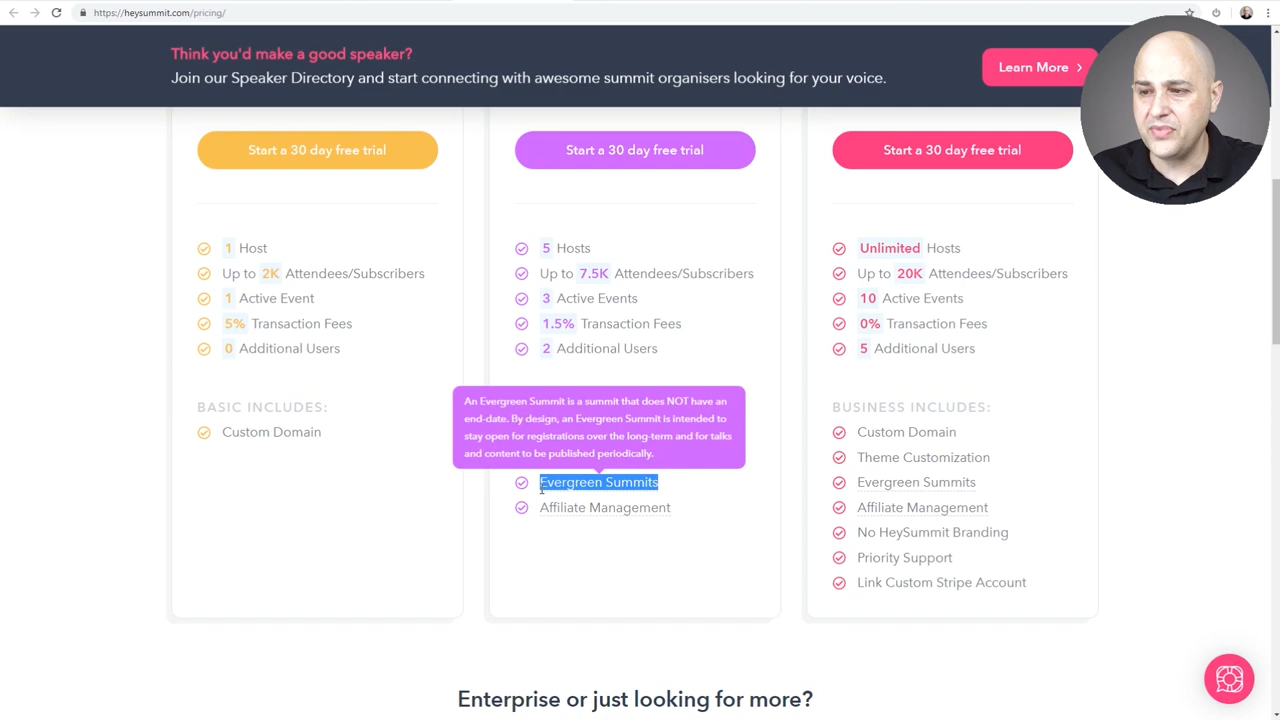 https://heysummit.com/pricing/
Think you'd make a good speaker?
Join our Speaker Directory and start connecting with awesome summit organisers looking for your voice.
Learn More
Start a 30 day free trial
1 Host
Up to 2K Attendees/Subscribers
1 Active Event
5% Transaction Fees
0 Additional Users
BASIC INCLUDES:
Custom Domain
Start a 30 day free trial
5 Hosts
Up to 7.5K Attendees/Subscribers
3 Active Events
1.5% Transaction Fees
2 Additional Users
An Evergreen Summit is a summit that does NOT have an
end-date. By design, an Evergreen Summit is intended to
stay open for registrations over the long-term and for talks
and content to be published periodically.
Evergreen Summits
Affiliate Management
Start a 30 day free trial
Unlimited Hosts
Up to 20K Attendees/Subscribers
10 Active Events
0% Transaction Fees
5 Additional Users
BUSINESS INCLUDES:
Custom Domain
Theme Customization
Evergreen Summits
Affiliate Management
No HeySummit Branding
Priority Support
Link Custom Stripe Account
Enterprise or just looking for more?